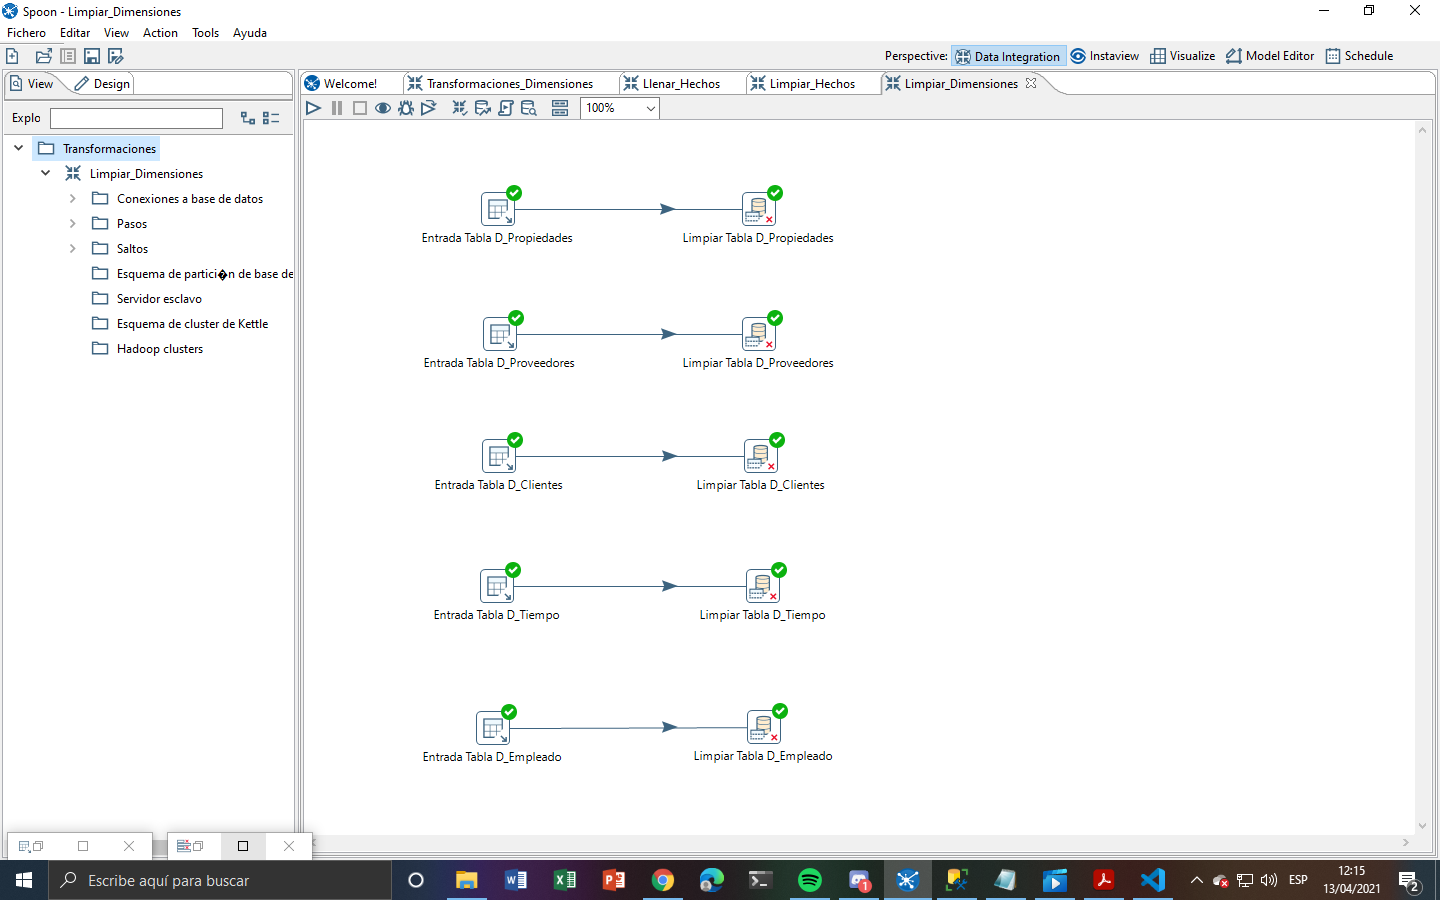 Spoon - Limpiar_Dimensiones
Fichero Editar View Action Tools Ayuda
Perspective: Data Integration Instaview Visualize Model Editor Schedule
View Design
Welcome! Transformaciones_Dimensiones Llenar_Hechos Limpiar_Hechos Limpiar_Dimensiones
Explo
100%
Transformaciones
Limpiar_Dimensiones
Conexiones a base de datos
Pasos
Saltos
Esquema de partici�n de base de
Servidor esclavo
Esquema de cluster de Kettle
Hadoop clusters
Entrada Tabla D_Propiedades Limpiar Tabla D_Propiedades
Entrada Tabla D_Proveedores Limpiar Tabla D_Proveedores
Entrada Tabla D_Clientes Limpiar Tabla D_Clientes
Entrada Tabla D_Tiempo Limpiar Tabla D_Tiempo
Entrada Tabla D_Empleado Limpiar Tabla D_Empleado
Escribe aquí para buscar
1
ESP
12:15
13/04/2021
2